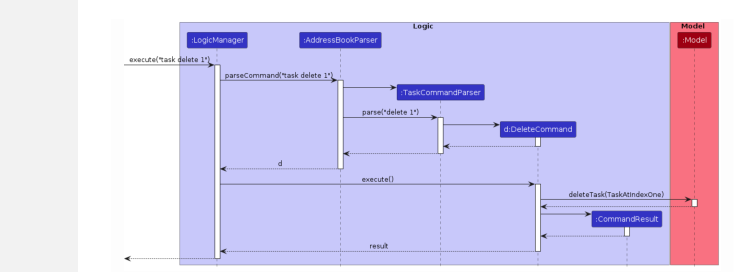 Logic
Model
:LogicManager
:AddressBookParser
:Model
execute("task delete 1")
parseCommand("task delete 1")
:TaskCommandParser
parse("delete 1")
d:DeleteCommand
d
execute()
deleteTask(TaskAtIndexOne)
:CommandResult
result